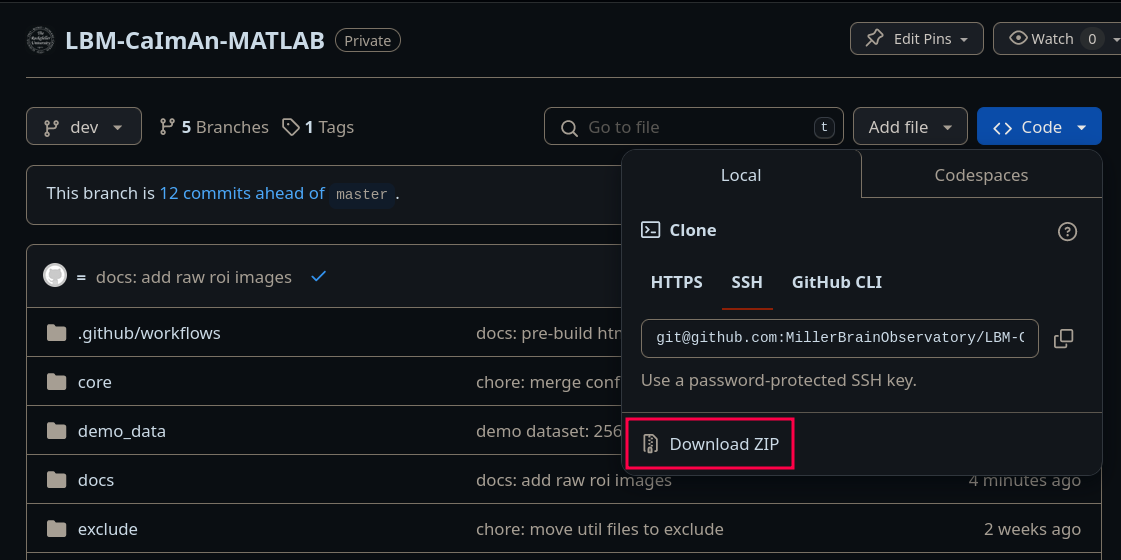 LBM-CaImAn-MATLAB Private Edit Pins Watch 0
dev 5 Branches 1 Tags Go to file t Add file Code
Local Codespaces
This branch is 12 commits ahead of master.
Clone
HTTPS SSH GitHub CLI
= docs: add raw roi images
git@github.com:MillerBrainObservatory/LBM-C
.github/workflows docs: pre-build htm
core chore: merge conf
Use a password-protected SSH key.
demo_data demo dataset: 256
Download ZIP
docs docs: add raw roi images 4 minutes ago
exclude chore: move util files to exclude 2 weeks ago